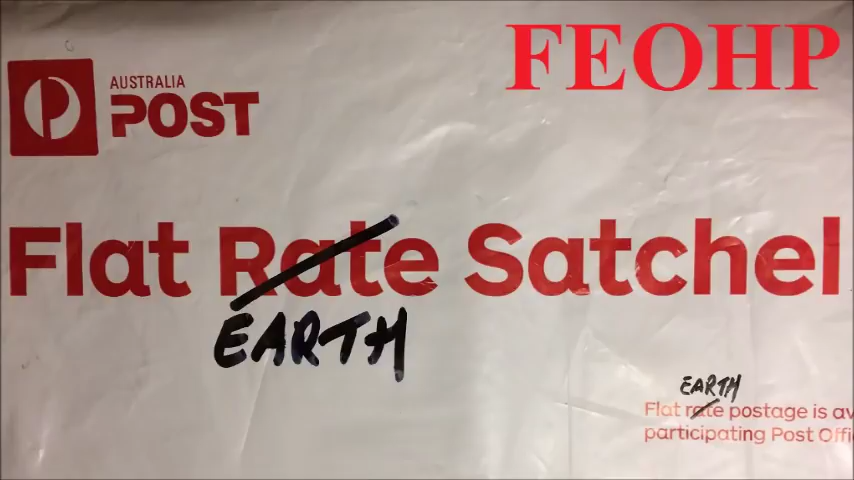 FEOHP
AUSTRALIA
POST
Flat Rate Satchel
EARTH
EARTH
Flat rate postage is av
participating Post Offi